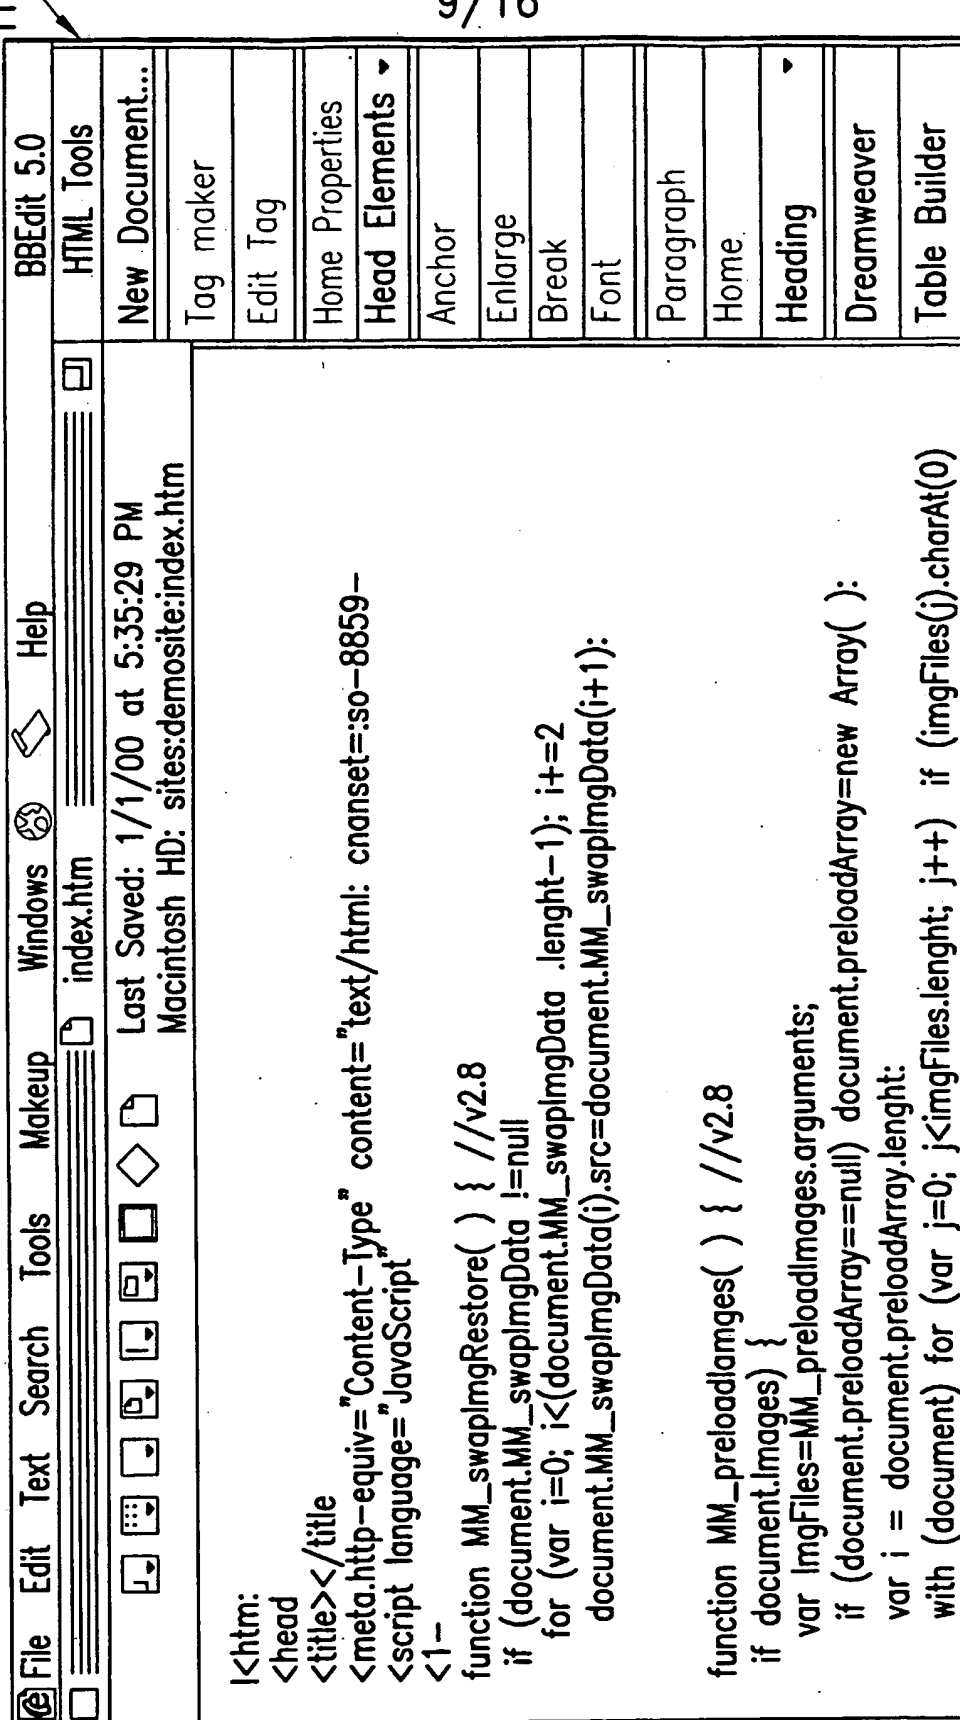 9/16
File Edit Text Search Tools Makeup Windows Help BBEdit 5.0
index.htm
HTML Tools
Last Saved: 1/1/00 at 5:35:29 PM
Macintosh HD: sites:demosite:index.htm
New Document...
Tag maker
Edit Tag
Home Properties
Head Elements
Anchor
Enlarge
Break
Font
Paragraph
Home
Heading
Dreamweaver
Table Builder
I<htm:
<head
<title></title
<meta.http-equiv="Content-Type" content="text/html: cnanset=:so-8859-
<script language="JavaScript"
<1-
function MM_swapImgRestore( ) { //v2.8
if (document.MM_swapImgData !=null
for (var i=0; i<(document.MM_swapImgData .lenght-1); i+=2
document.MM_swapImgData(i).src=document.MM_swapImgData(i+1):
function MM_preloadIamges( ) { //v2.8
if document.Images) {
var ImgFiles=MM_preloadImages.arguments;
if (document.preloadArray==null) document.preloadArray=new Array( ):
var i = document.preloadArray.lenght:
with (document) for (var j=0; j<imgFiles.lenght; j++) if (imgFiles(j).charAt(0)